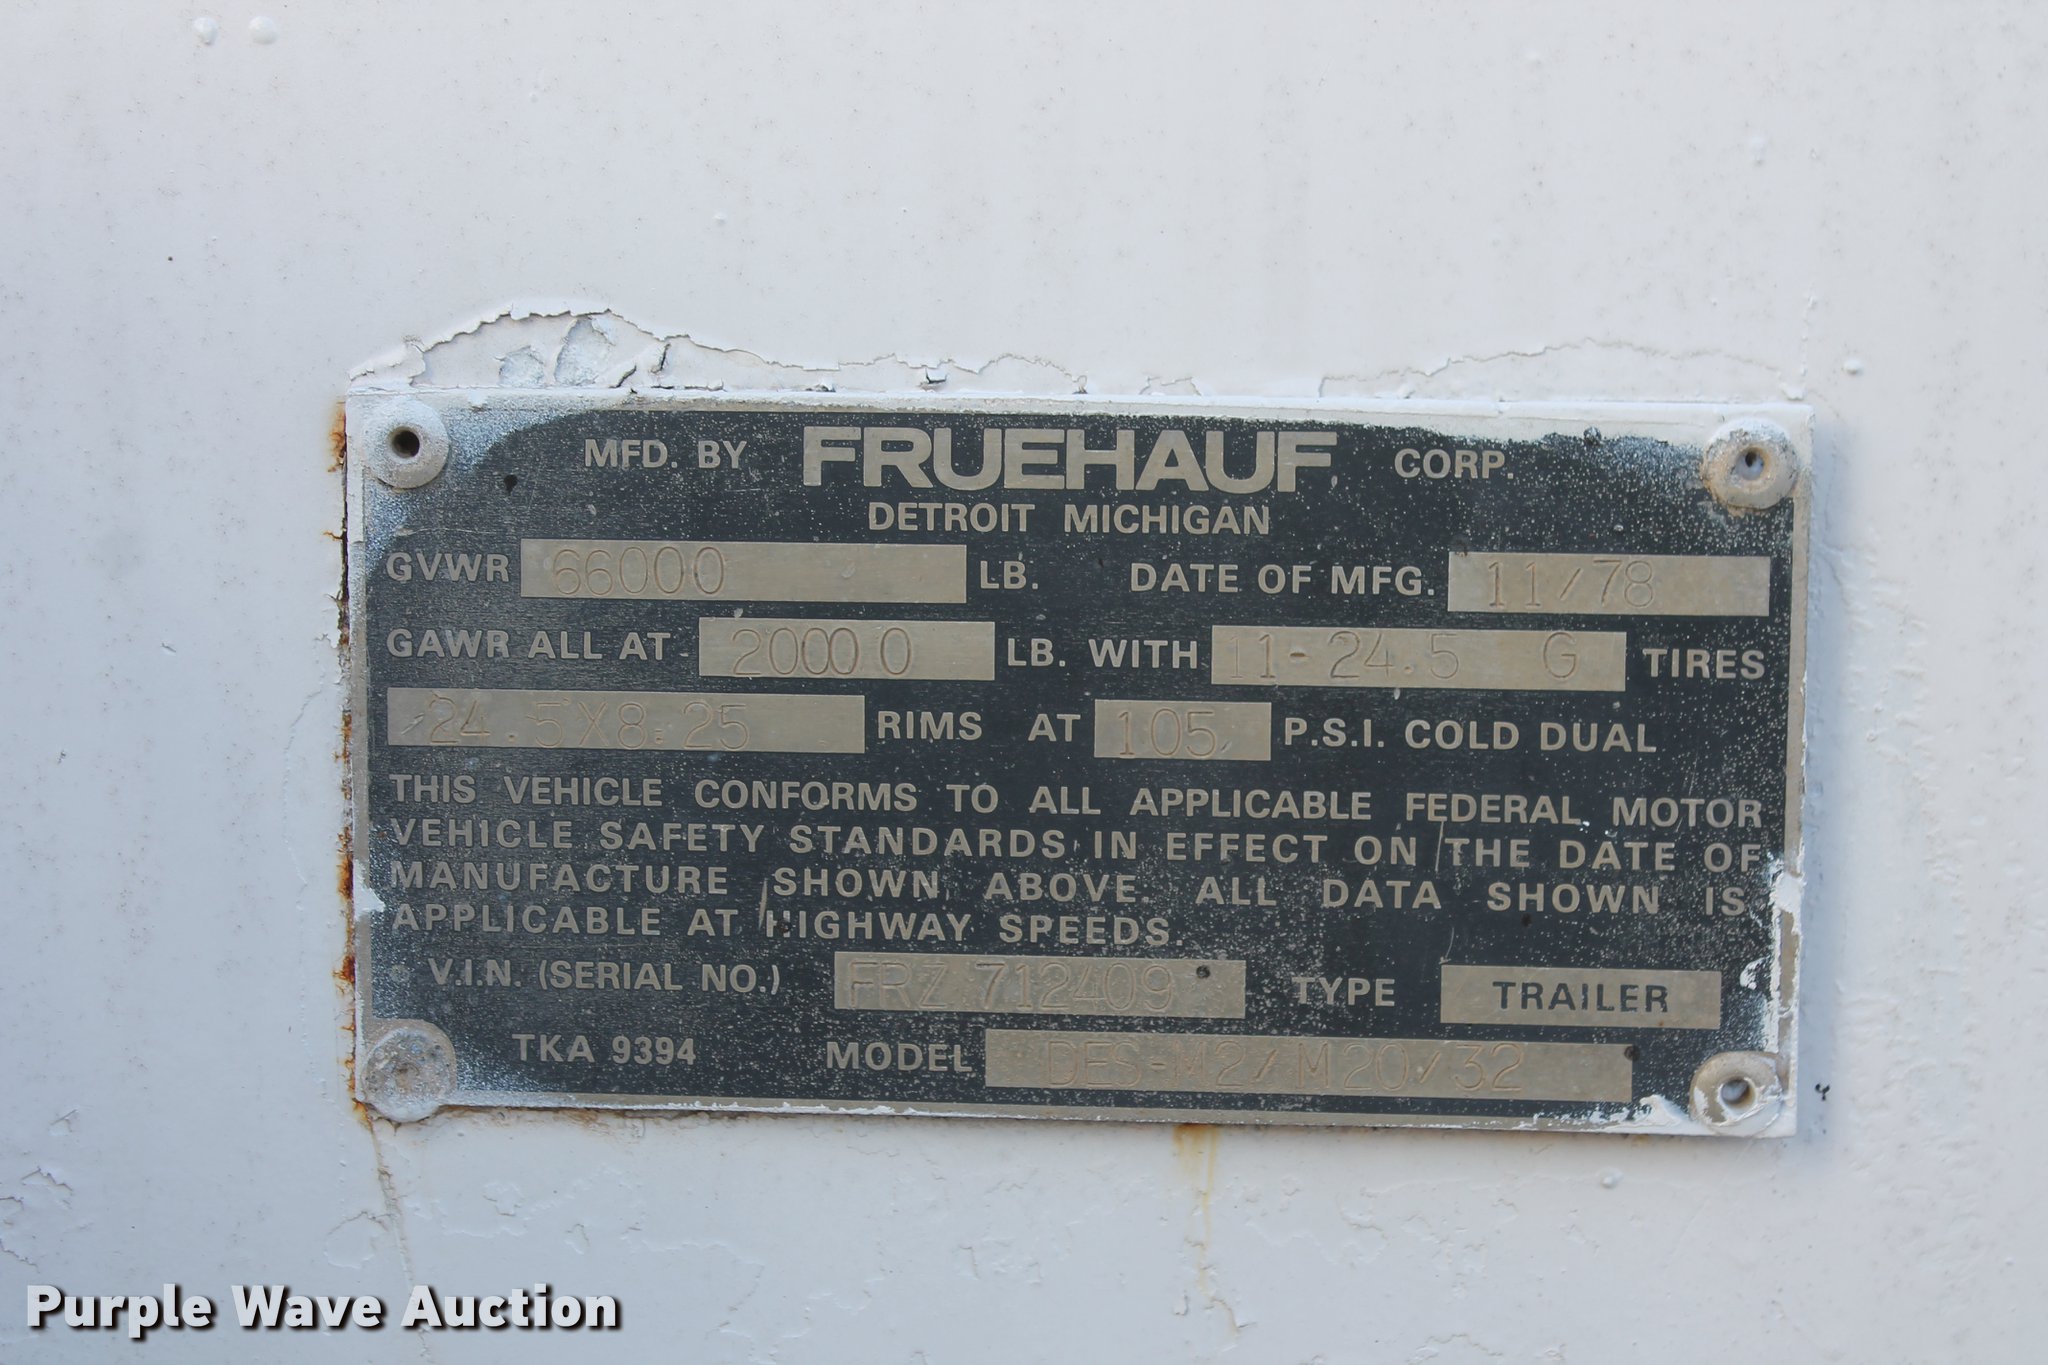 MFD. BY FRUEHAUF CORP.
DETROIT MICHIGAN
GVWR 66000 LB. DATE OF MFG. 11/78
GAWR ALL AT 20000 LB. WITH 11-24.5 G TIRES
24.5X8.25 RIMS AT 105 P.S.I. COLD DUAL
THIS VEHICLE CONFORMS TO ALL APPLICABLE FEDERAL MOTOR
VEHICLE SAFETY STANDARDS IN EFFECT ON THE DATE OF
MANUFACTURE SHOWN ABOVE. ALL DATA SHOWN IS
APPLICABLE AT HIGHWAY SPEEDS.
V.I.N. (SERIAL NO.) FRZ 712409 TYPE TRAILER
TKA 9394 MODEL DES-M2/M20/32
Purple Wave Auction